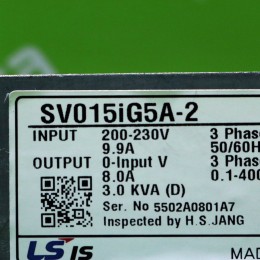 SV015iG5A-2
INPUT 200-230V 3 Phase
9.9A 50/60H
OUTPUT 0-Input V 3 Phase
8.0A 0.1-400
3.0 KVA (D)
Ser. No 5502A0801A7
Inspected by H.S.JANG
LS IS MAD